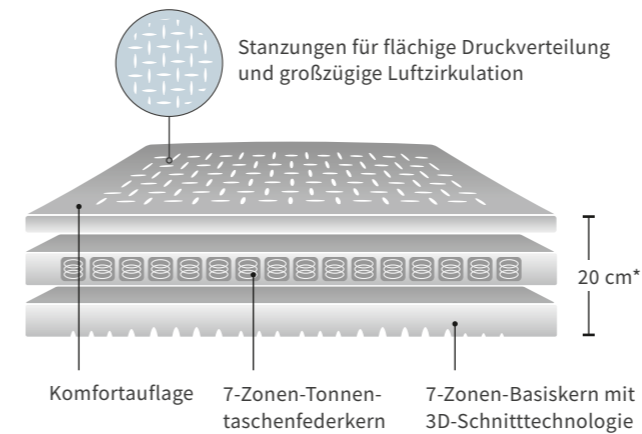 Stanzungen für flächige Druckverteilung
und großzügige Luftzirkulation
20 cm*
Komfortauflage
7-Zonen-Tonnen-
taschenfederkern
7-Zonen-Basiskern mit
3D-Schnitttechnologie